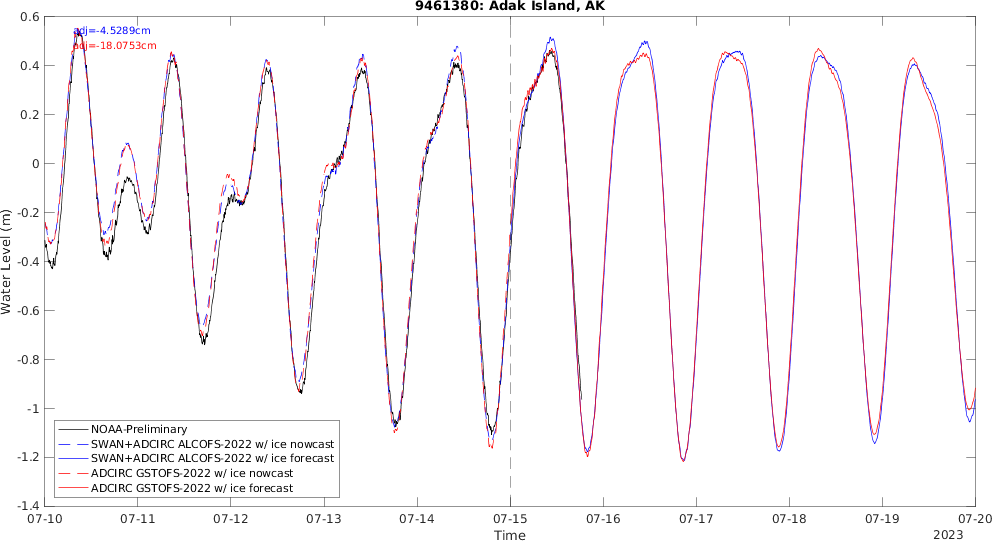 9461380: Adak Island, AK
adj=-4.5289cm
adj=-18.0753cm
0.6
0.4
0.2
0
-0.2
-0.4
-0.6
-0.8
-1
-1.2
-1.4
Water Level (m)
NOAA-Preliminary
SWAN+ADCIRC ALCOFS-2022 w/ ice nowcast
SWAN+ADCIRC ALCOFS-2022 w/ ice forecast
ADCIRC GSTOFS-2022 w/ ice nowcast
ADCIRC GSTOFS-2022 w/ ice forecast
07-10 07-11 07-12 07-13 07-14 07-15 07-16 07-17 07-18 07-19 07-20
Time
2023